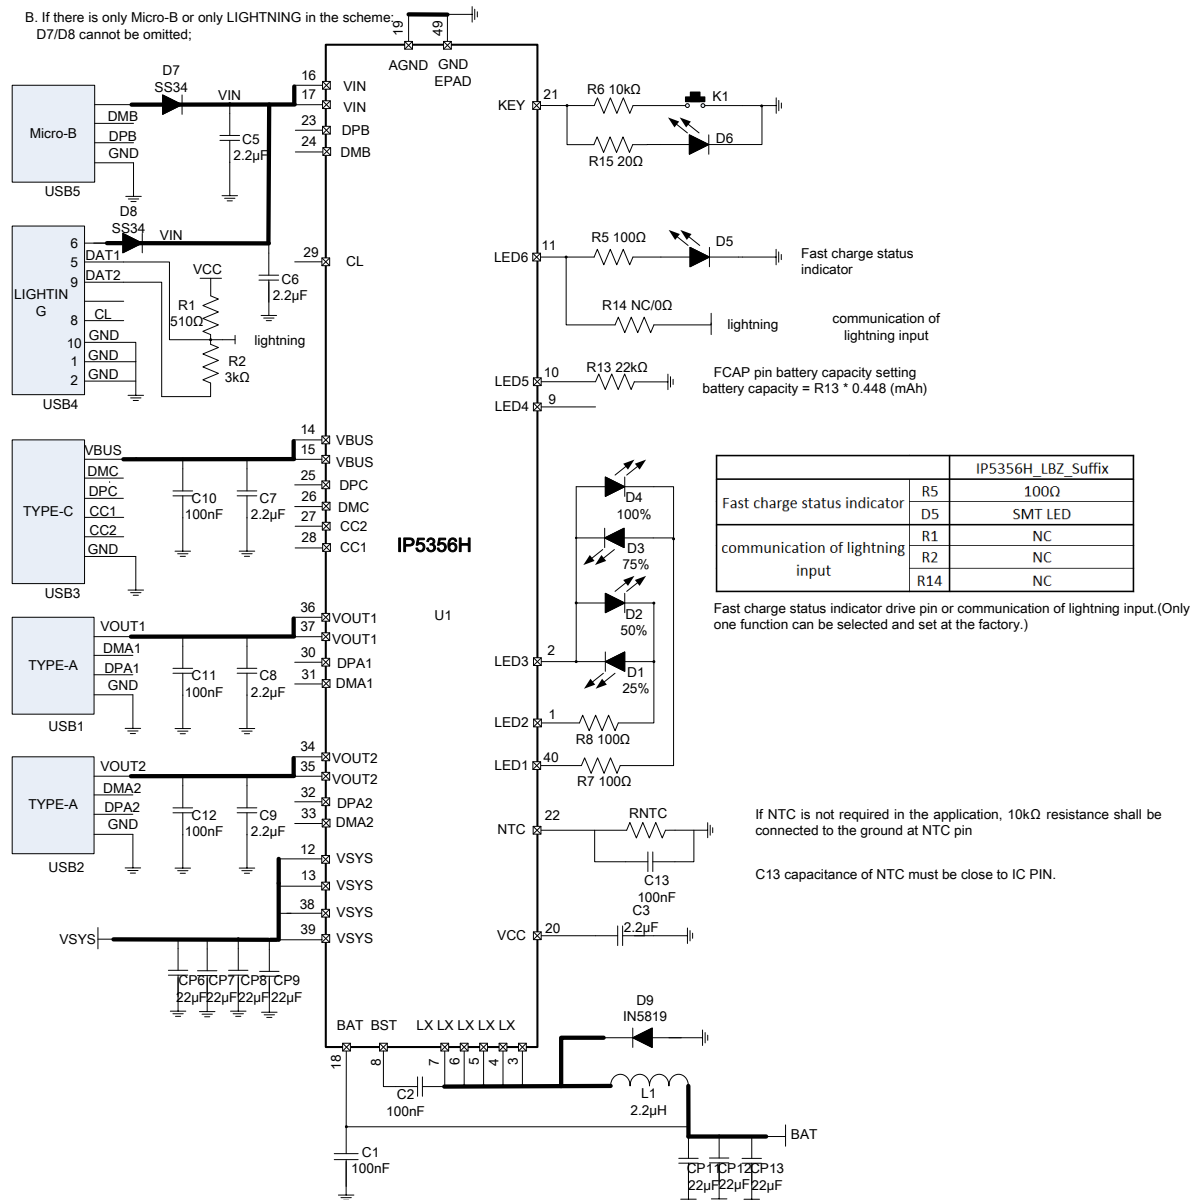 B. If there is only Micro-B or only LIGHTNING in the scheme:
D7/D8 cannot be omitted;
19
49
AGND
GND
EPAD
D7
SS34
VIN
16
VIN
17
VIN
23
DPB
24
DMB
Micro-B
DMB
DPB
GND
USB5
C5
2.2µF
D8
SS34
VIN
LIGHTIN
G
6
5
DAT1
9
DAT2
8
CL
10
GND
1
GND
2
GND
USB4
VCC
R1
510Ω
lightning
R2
3kΩ
C6
2.2µF
29
CL
TYPE-C
VBUS
DMC
DPC
CC1
CC2
GND
USB3
C10
100nF
C7
2.2µF
14
VBUS
15
VBUS
25
DPC
26
DMC
27
CC2
28
CC1
IP5356H
U1
TYPE-A
VOUT1
DMA1
DPA1
GND
USB1
C11
100nF
C8
2.2µF
36
VOUT1
37
VOUT1
30
DPA1
31
DMA1
TYPE-A
VOUT2
DMA2
DPA2
GND
USB2
C12
100nF
C9
2.2µF
34
VOUT2
35
VOUT2
32
DPA2
33
DMA2
12
VSYS
13
VSYS
38
VSYS
39
VSYS
VSYS
CP6
22µF
CP7
22µF
CP8
22µF
CP9
22µF
KEY
21
R6 10kΩ
K1
R15 20Ω
D6
LED6
11
R5 100Ω
D5
Fast charge status
indicator
R14 NC/0Ω
lightning
communication of
lightning input
LED5
10
R13 22kΩ
FCAP pin battery capacity setting
battery capacity = R13 * 0.448 (mAh)
LED4
9
D4
100%
D3
75%
D2
50%
D1
25%
LED3
2
LED2
1
R8 100Ω
LED1
40
R7 100Ω
IP5356H_LBZ_Suffix
Fast charge status indicator
R5
100Ω
D5
SMT LED
communication of lightning
input
R1
NC
R2
NC
R14
NC
Fast charge status indicator drive pin or communication of lightning input.(Only
one function can be selected and set at the factory.)
NTC
22
RNTC
C13
100nF
If NTC is not required in the application, 10kΩ resistance shall be
connected to the ground at NTC pin
C13 capacitance of NTC must be close to IC PIN.
VCC
20
C3
2.2µF
BAT BST LX LX LX LX LX
18
8
7
6
5
4
3
C2
100nF
D9
IN5819
L1
2.2µH
BAT
C1
100nF
CP11
22µF
CP12
22µF
CP13
22µF